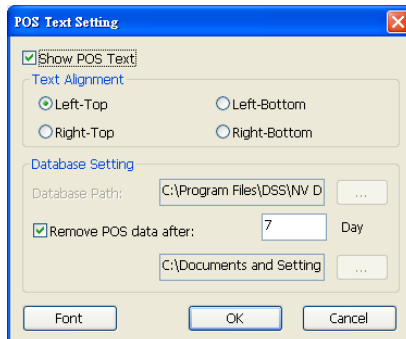 POS Text Setting
Show POS Text
Text Alignment
Left-Top
Left-Bottom
Right-Top
Right-Bottom
Database Setting
Database Path:
C:\Program Files\DSS\NV D
...
Remove POS data after:
7
Day
C:\Documents and Setting
...
Font
OK
Cancel